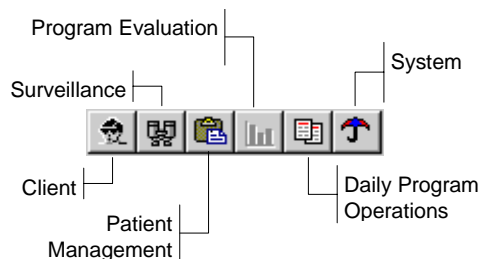 Program Evaluation
System
Surveillance
Client
Daily Program
Operations
Patient
Management